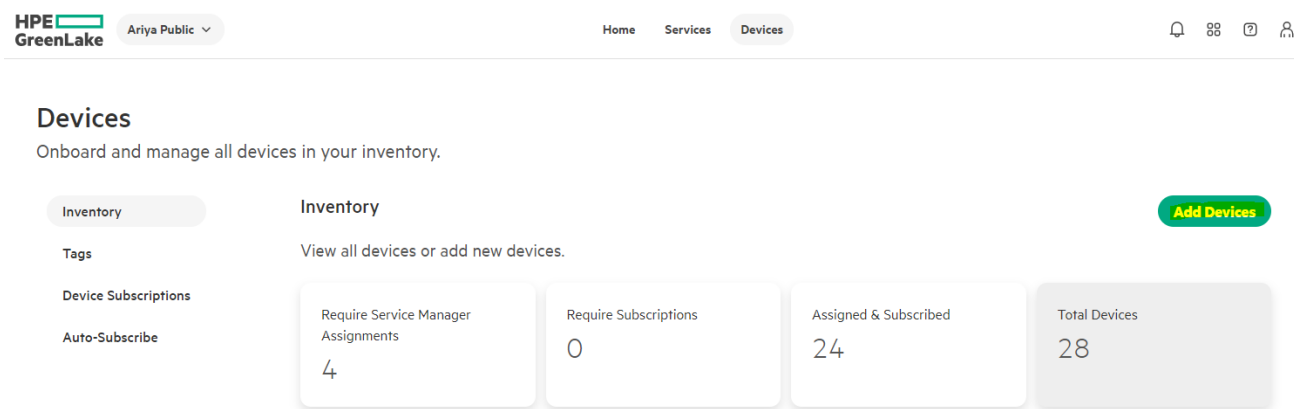 HPE
GreenLake
Ariya Public
Home
Services
Devices
Devices
Onboard and manage all devices in your inventory.
Inventory
Tags
Device Subscriptions
Auto-Subscribe
Inventory
Add Devices
View all devices or add new devices.
Require Service Manager
Assignments
4
Require Subscriptions
0
Assigned & Subscribed
24
Total Devices
28